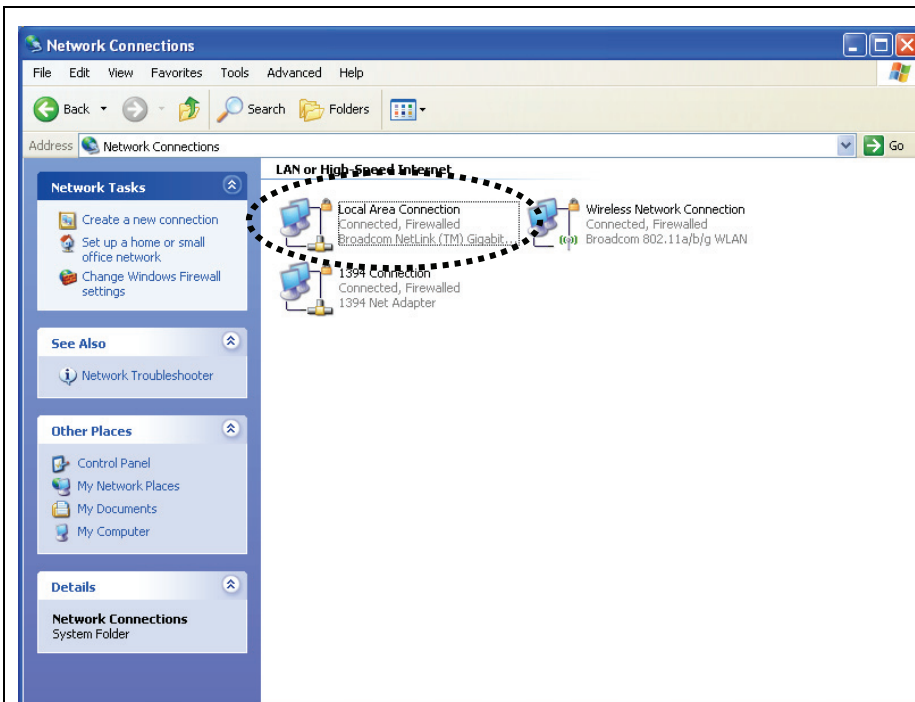 Network Connections
File Edit View Favorites Tools Advanced Help
Back Search Folders
Address Network Connections Go
Network Tasks
Create a new connection
Set up a home or small
office network
Change Windows Firewall
settings
See Also
Network Troubleshooter
Other Places
Control Panel
My Network Places
My Documents
My Computer
Details
Network Connections
System Folder
LAN or High-Speed Internet
Local Area Connection
Connected, Firewalled
Broadcom NetLink (TM) Gigabit...
Wireless Network Connection
Connected, Firewalled
Broadcom 802.11a/b/g WLAN
1394 Connection
Connected, Firewalled
1394 Net Adapter